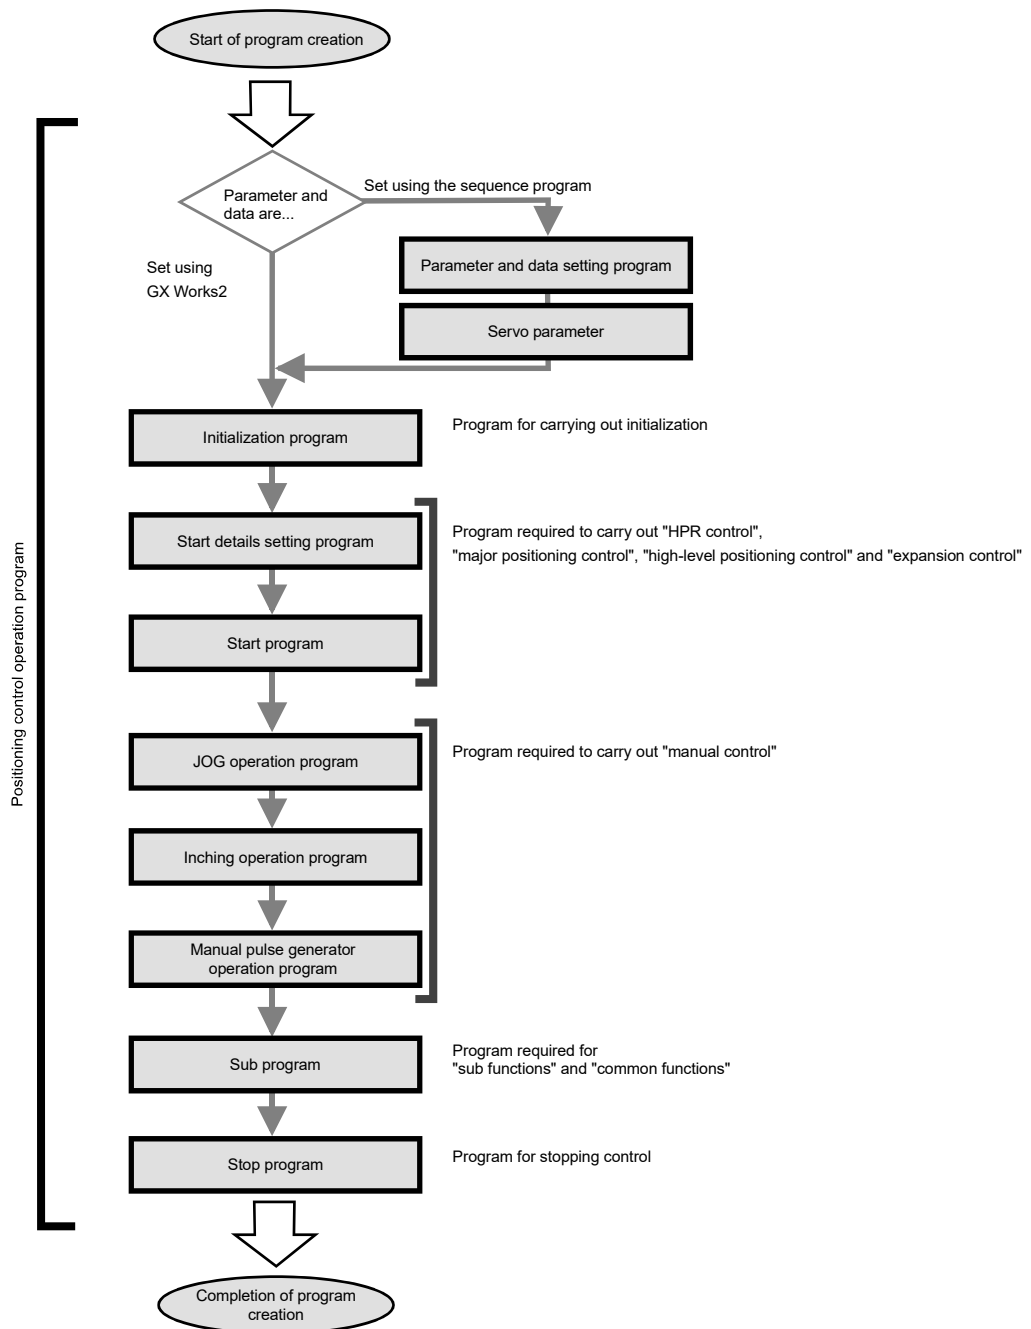 Start of program creation
Parameter and
data are...
Set using the sequence program
Parameter and data setting program
Set using
GX Works2
Servo parameter
Initialization program
Program for carrying out initialization
Start details setting program
Program required to carry out "HPR control",
"major positioning control", "high-level positioning control" and "expansion control"
Start program
JOG operation program
Program required to carry out "manual control"
Inching operation program
Manual pulse generator
operation program
Sub program
Program required for
"sub functions" and "common functions"
Stop program
Program for stopping control
Completion of program
creation
Positioning control operation program